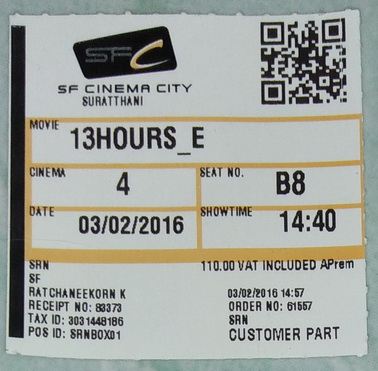 SFC
SF CINEMA CITY
SURATTHANI
MOVIE 13HOURS_E
CINEMA 4 SEAT NO. B8
DATE 03/02/2016 SHOWTIME 14:40
SRN 110.00 VAT INCLUDED APrem
SF
RATCHANEEKORN K 03/02/2016 14:57
RECEIPT NO: 83373 ORDER NO: 61557
TAX ID: 3031448186 SRN
POS ID: SRNBOX01 CUSTOMER PART